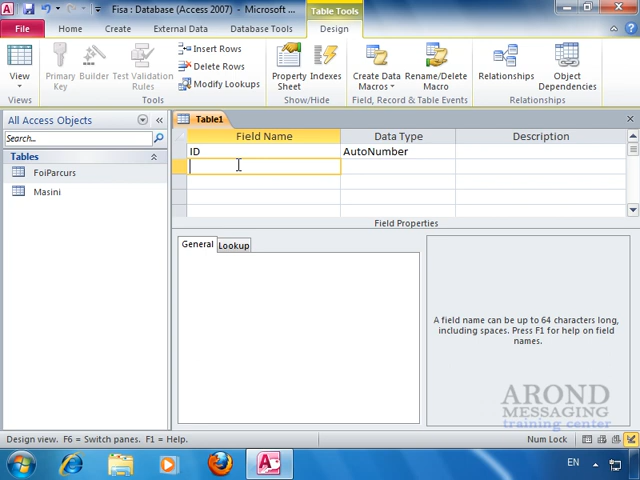 Fisa : Database (Access 2007) - Microsoft ...
Table Tools
File
Home
Create
External Data
Database Tools
Design
View
Primary Key
Builder
Test Validation Rules
Insert Rows
Delete Rows
Modify Lookups
Property Sheet
Indexes
Create Data Macros
Rename/Delete Macro
Relationships
Object Dependencies
Views
Tools
Show/Hide
Field, Record & Table Events
Relationships
All Access Objects
Search...
Tables
FoiParcurs
Masini
Table1
Field Name
Data Type
Description
ID
AutoNumber
Field Properties
General
Lookup
A field name can be up to 64 characters long,
including spaces. Press F1 for help on field
names.
AROND
MESSAGING
training center
Design view.  F6 = Switch panes.  F1 = Help.
Num Lock
EN